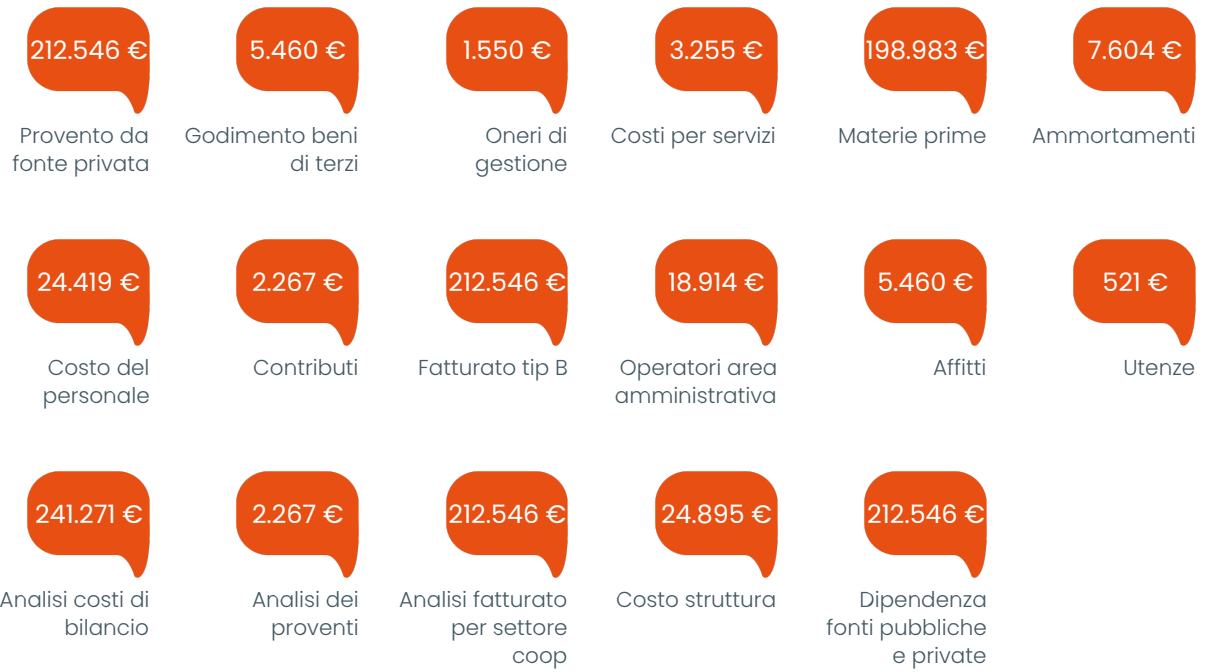 212.546 €
Provento da
fonte privata
5.460 €
Godimento beni
di terzi
1.550 €
Oneri di
gestione
3.255 €
Costi per servizi
198.983 €
Materie prime
7.604 €
Ammortamenti
24.419 €
Costo del
personale
2.267 €
Contributi
212.546 €
Fatturato tip B
18.914 €
Operatori area
amministrativa
5.460 €
Affitti
521 €
Utenze
241.271 €
Analisi costi di
bilancio
2.267 €
Analisi dei
proventi
212.546 €
Analisi fatturato
per settore
coop
24.895 €
Costo struttura
212.546 €
Dipendenza
fonti pubbliche
e private